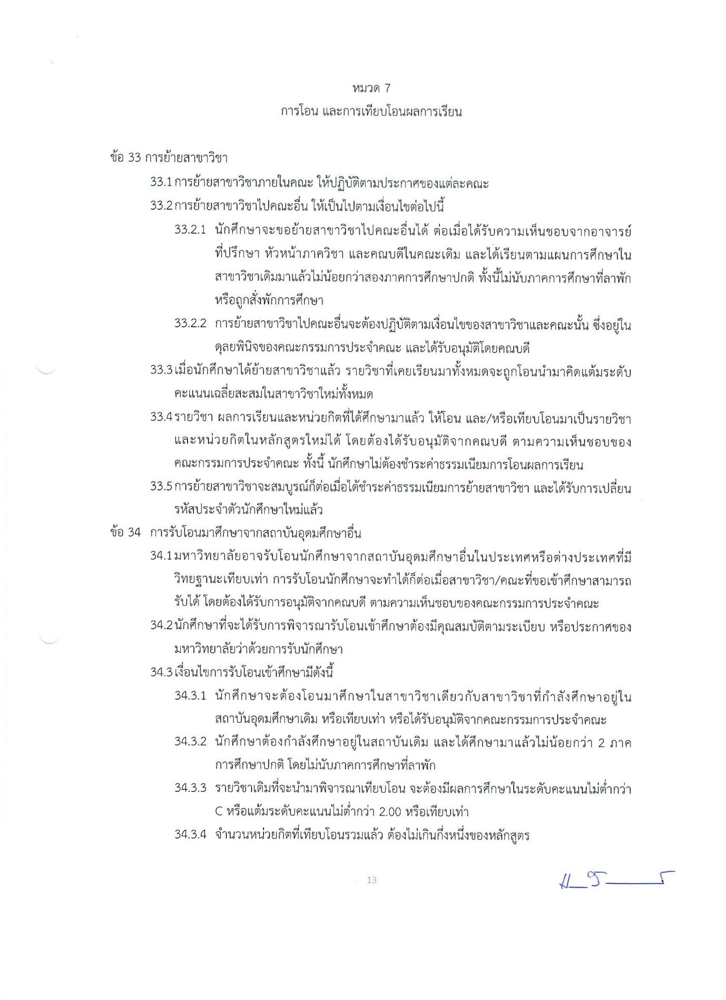 หมวด 7
การโอน และการเทียบโอนผลการเรียน
ข้อ 33 การย้ายสาขาวิชา
33.1 การย้ายสาขาวิชาภายในคณะ ให้ปฏิบัติตามประกาศของแต่ละคณะ
33.2 การย้ายสาขาวิชาไปคณะอื่น ให้เป็นไปตามเงื่อนไขต่อไปนี้
33.2.1 นักศึกษาจะขอย้ายสาขาวิชาไปคณะอื่นได้ ต่อเมื่อได้รับความเห็นชอบจากอาจารย์
ที่ปรึกษา หัวหน้าภาควิชา และคณบดีในคณะเดิม และได้เรียนตามแผนการศึกษาใน
สาขาวิชาเดิมมาแล้วไม่น้อยกว่าสองภาคการศึกษาปกติ ทั้งนี้ไม่นับภาคการศึกษาที่ลาพัก
หรือถูกสั่งพักการศึกษา
33.2.2 การย้ายสาขาวิชาไปคณะอื่นจะต้องปฏิบัติตามเงื่อนไขของสาขาวิชาและคณะนั้น ซึ่งอยู่ใน
ดุลยพินิจของคณะกรรมการประจำคณะ และได้รับอนุมัติโดยคณบดี
33.3 เมื่อนักศึกษาได้ย้ายสาขาวิชาแล้ว รายวิชาที่เคยเรียนมาทั้งหมดจะถูกโอนนำมาคิดแต้มระดับ
คะแนนเฉลี่ยสะสมในสาขาวิชาใหม่ทั้งหมด
33.4 รายวิชา ผลการเรียนและหน่วยกิตที่ได้ศึกษามาแล้ว ให้โอน และ/หรือเทียบโอนมาเป็นรายวิชา
และหน่วยกิตในหลักสูตรใหม่ได้ โดยต้องได้รับอนุมัติจากคณบดี ตามความเห็นชอบของ
คณะกรรมการประจำคณะ ทั้งนี้ นักศึกษาไม่ต้องชำระค่าธรรมเนียมการโอนผลการเรียน
33.5 การย้ายสาขาวิชาจะสมบูรณ์ก็ต่อเมื่อได้ชำระค่าธรรมเนียมการย้ายสาขาวิชา และได้รับการเปลี่ยน
รหัสประจำตัวนักศึกษาใหม่แล้ว
ข้อ 34 การรับโอนมาศึกษาจากสถาบันอุดมศึกษาอื่น
34.1 มหาวิทยาลัยอาจรับโอนนักศึกษาจากสถาบันอุดมศึกษาอื่นในประเทศหรือต่างประเทศที่มี
วิทยฐานะเทียบเท่า การรับโอนนักศึกษาจะทำได้ก็ต่อเมื่อสาขาวิชา/คณะที่ขอเข้าศึกษาสามารถ
รับได้ โดยต้องได้รับการอนุมัติจากคณบดี ตามความเห็นชอบของคณะกรรมการประจำคณะ
34.2 นักศึกษาที่จะได้รับการพิจารณารับโอนเข้าศึกษาต้องมีคุณสมบัติตามระเบียบ หรือประกาศของ
มหาวิทยาลัยว่าด้วยการรับนักศึกษา
34.3 เงื่อนไขการรับโอนเข้าศึกษามีดังนี้
34.3.1 นักศึกษาจะต้องโอนมาศึกษาในสาขาวิชาเดียวกับสาขาวิชาที่กำลังศึกษาอยู่ใน
สถาบันอุดมศึกษาเดิม หรือเทียบเท่า หรือได้รับอนุมัติจากคณะกรรมการประจำคณะ
34.3.2 นักศึกษาต้องกำลังศึกษาอยู่ในสถาบันเดิม และได้ศึกษามาแล้วไม่น้อยกว่า 2 ภาค
การศึกษาปกติ โดยไม่นับภาคการศึกษาที่ลาพัก
34.3.3 รายวิชาเดิมที่จะนำมาพิจารณาเทียบโอน จะต้องมีผลการศึกษาในระดับคะแนนไม่ต่ำกว่า
C หรือแต้มระดับคะแนนไม่ต่ำกว่า 2.00 หรือเทียบเท่า
34.3.4 จำนวนหน่วยกิตที่เทียบโอนรวมแล้ว ต้องไม่เกินกึ่งหนึ่งของหลักสูตร
13